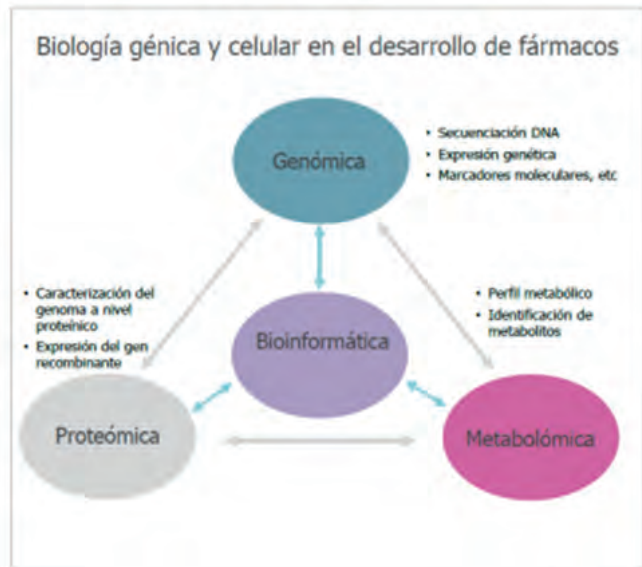 Biología génica y celular en el desarrollo de fármacos
Genómica
• Secuenciación DNA
• Expresión genética
• Marcadores moleculares, etc
• Caracterización del
genoma a nivel
proteínico
• Expresión del gen
recombinante
• Perfil metabólico
• Identificación de
metabolitos
Bioinformática
Proteómica
Metabolómica